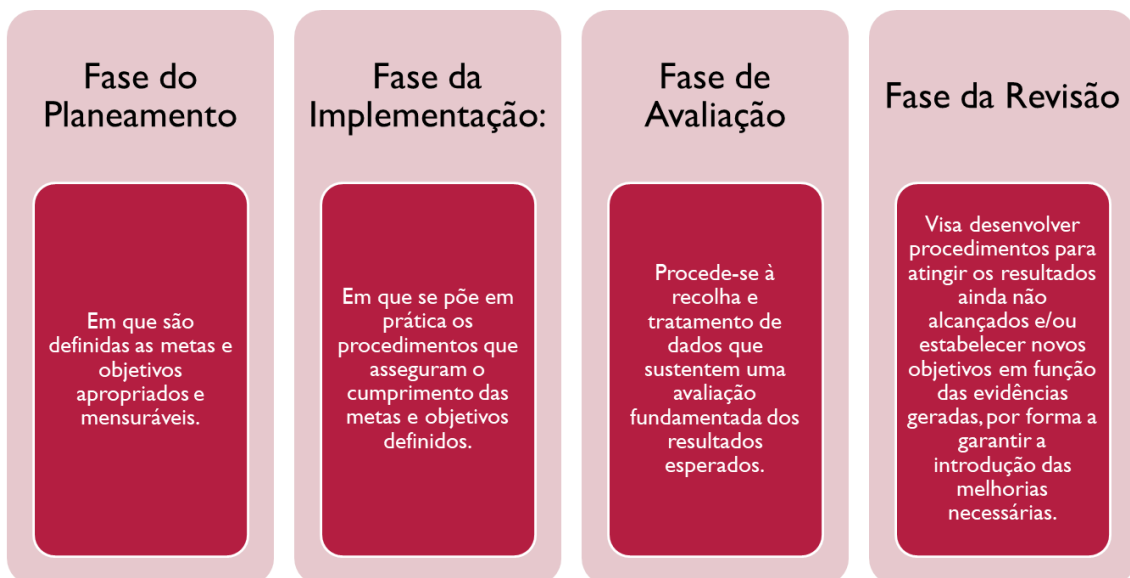 Fase do
Planeamento
Em que são
definidas as metas e
objetivos
apropriados e
mensuráveis.
Fase da
Implementação:
Em que se põe em
prática os
procedimentos que
asseguram o
cumprimento das
metas e objetivos
definidos.
Fase de
Avaliação
Procede-se à
recolha e
tratamento de
dados que
sustentem uma
avaliação
fundamentada dos
resultados
esperados.
Fase da Revisão
Visa desenvolver
procedimentos para
atingir os resultados
ainda não
alcançados e/ou
estabelecer novos
objetivos em função
das evidências
geradas, por forma a
garantir a
introdução das
melhorias
necessárias.